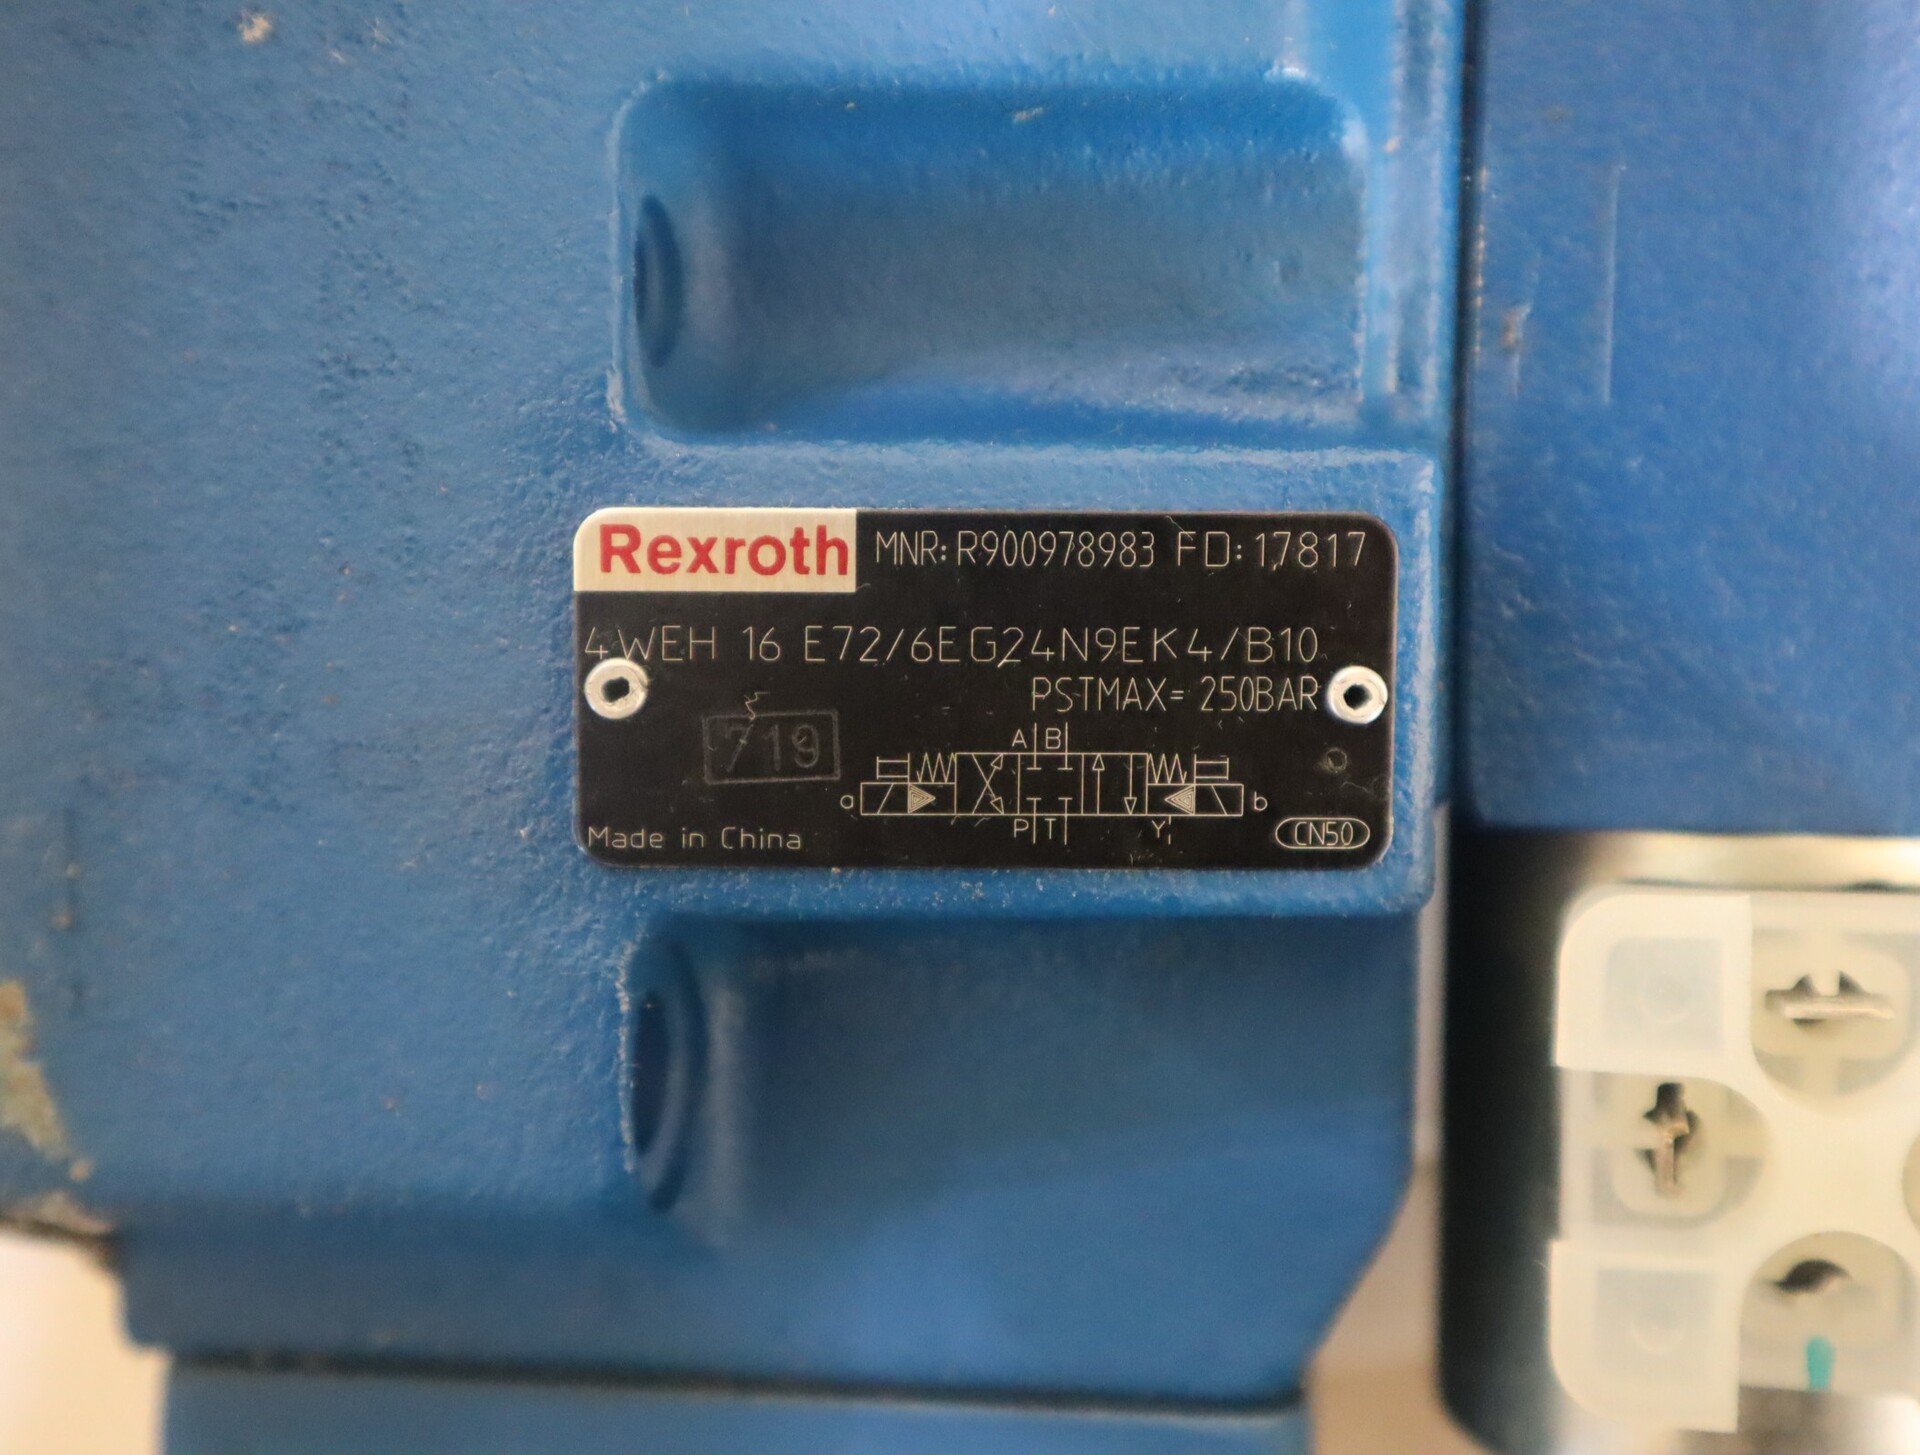 Rexroth MNR: R900978983 FD: 17817
4WEH 16 E72/6EG24N9EK4/B10
PSTMAX= 250BAR
719
A B
a b
P T Y
Made in China CN50